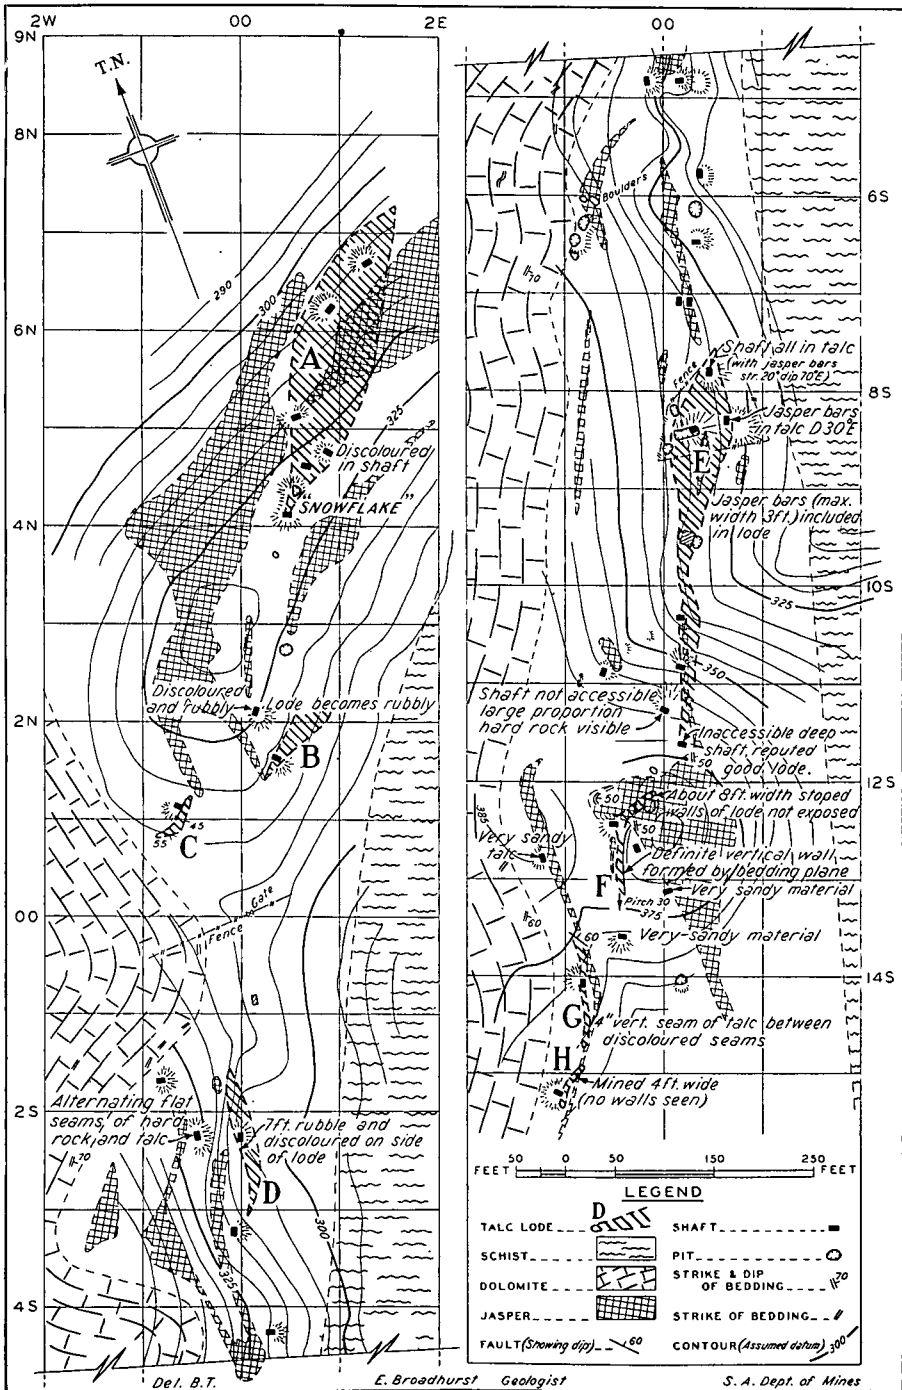 2W
00
2E
9N
T.N.
8N
290
300
6N
A
325
Discoloured
in shaft
"SNOWFLAKE"
4N
Discoloured
and rubbly
Lode becomes rubbly
2N
B
45
55
C
00
Gate
Fence
Alternating flat
seams, of hard
rock, and talc
2S
7ft. rubble and
discoloured on side
of lode
70
D
300
325
4S
Del. B.T.
E. Broadhurst Geologist
S. A. Dept. of Mines
00
Boulders
6S
70
Shaft all in talc
(with jasper bars
str. 20° dip 70°E)
Fence
8S
Jasper bars
in talc D30°E
E
Jasper bars (max.
width 3ft.) included
in lode
10S
325
350
Shaft not accessible
large proportion
hard rock visible
Inaccessible deep
shaft, reputed
good lode.
50
12S
385
50
About 8ft. width stoped
walls of lode not exposed
50
Very sandy
talc
Definite vertical wall
formed by bedding plane
F
Very sandy material
Pitch 30
375
60
60
Very sandy material
14S
G
4" vert. seam of talc between
discoloured seams
H
Mined 4ft. wide
(no walls seen)
FEET 50 0 50 150 250 FEET
LEGEND
TALC LODE D
SHAFT
SCHIST
PIT
DOLOMITE
STRIKE & DIP
OF BEDDING 70
JASPER
STRIKE OF BEDDING
FAULT (Showing dip) 60
CONTOUR (Assumed datum) 300